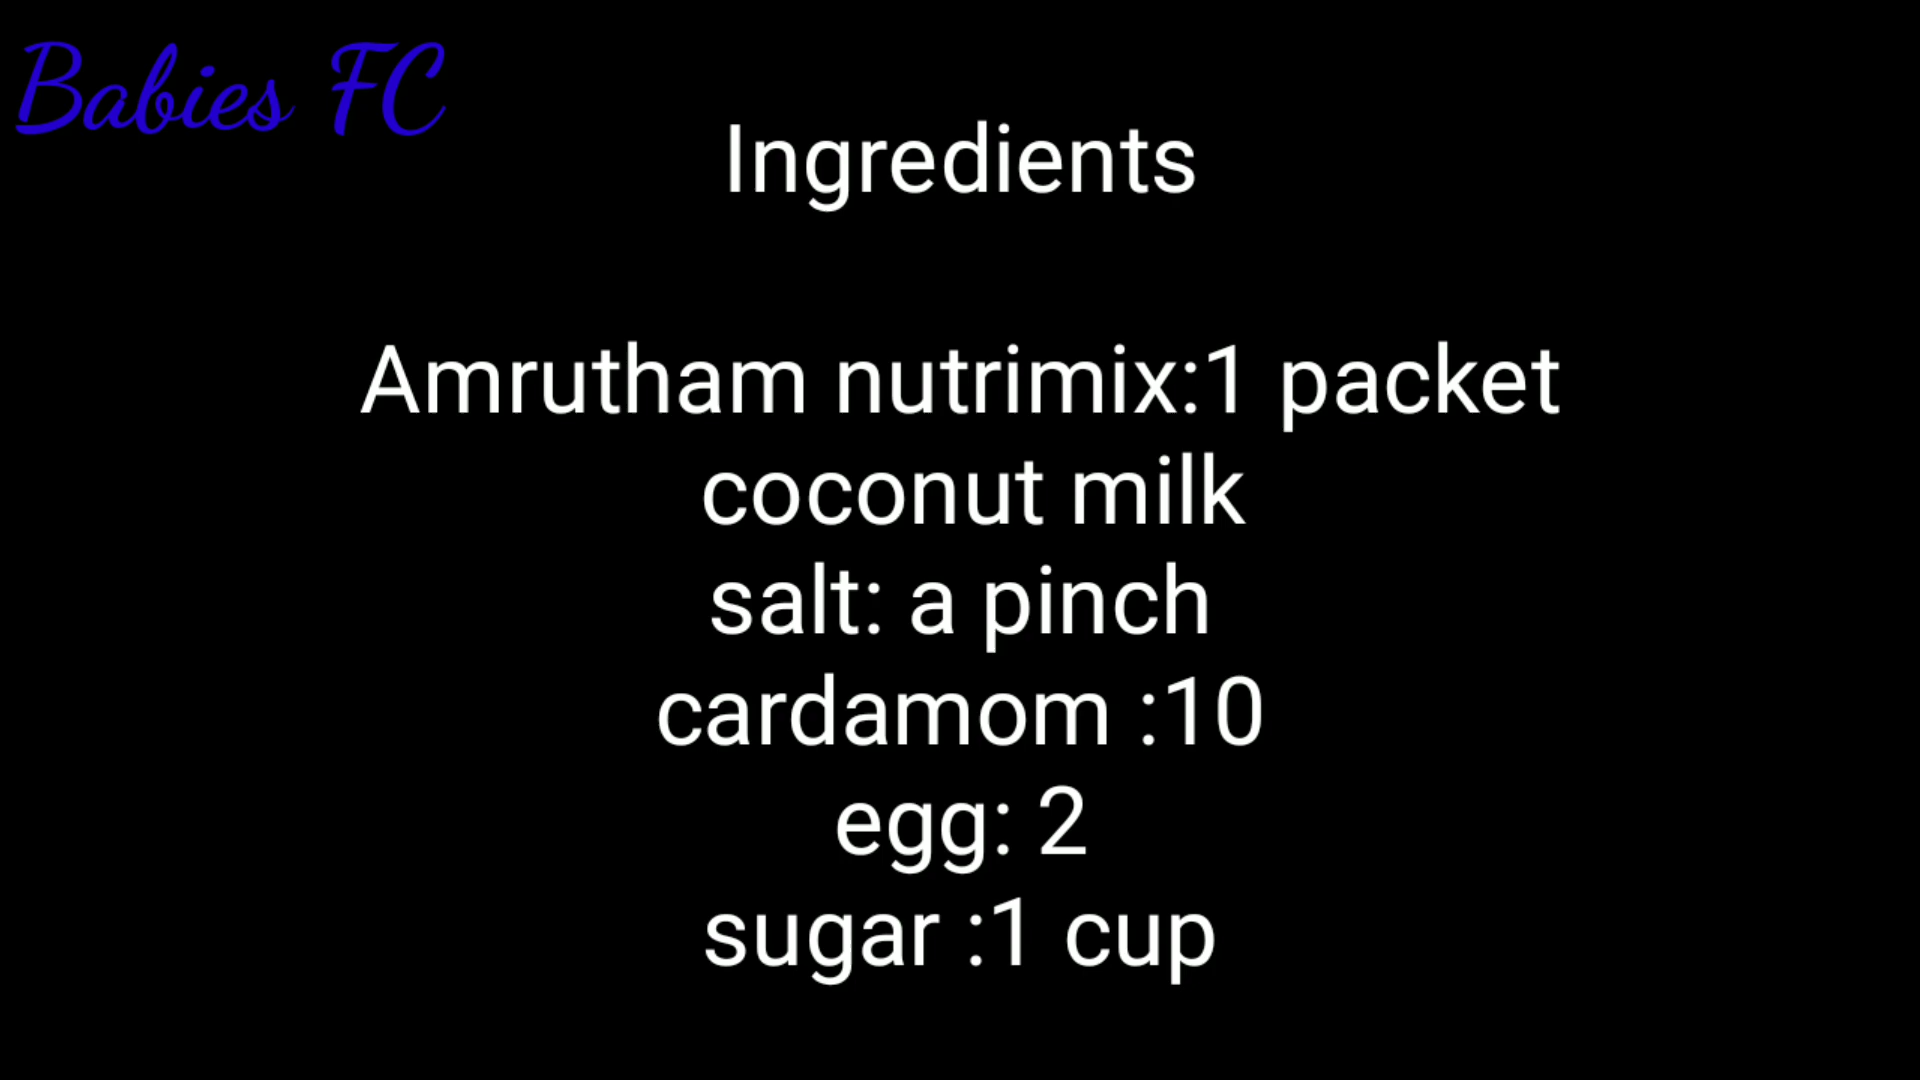 Babies FC
Ingredients
Amrutham nutrimix:1 packet
coconut milk
salt: a pinch
cardamom :10
egg: 2
sugar :1 cup